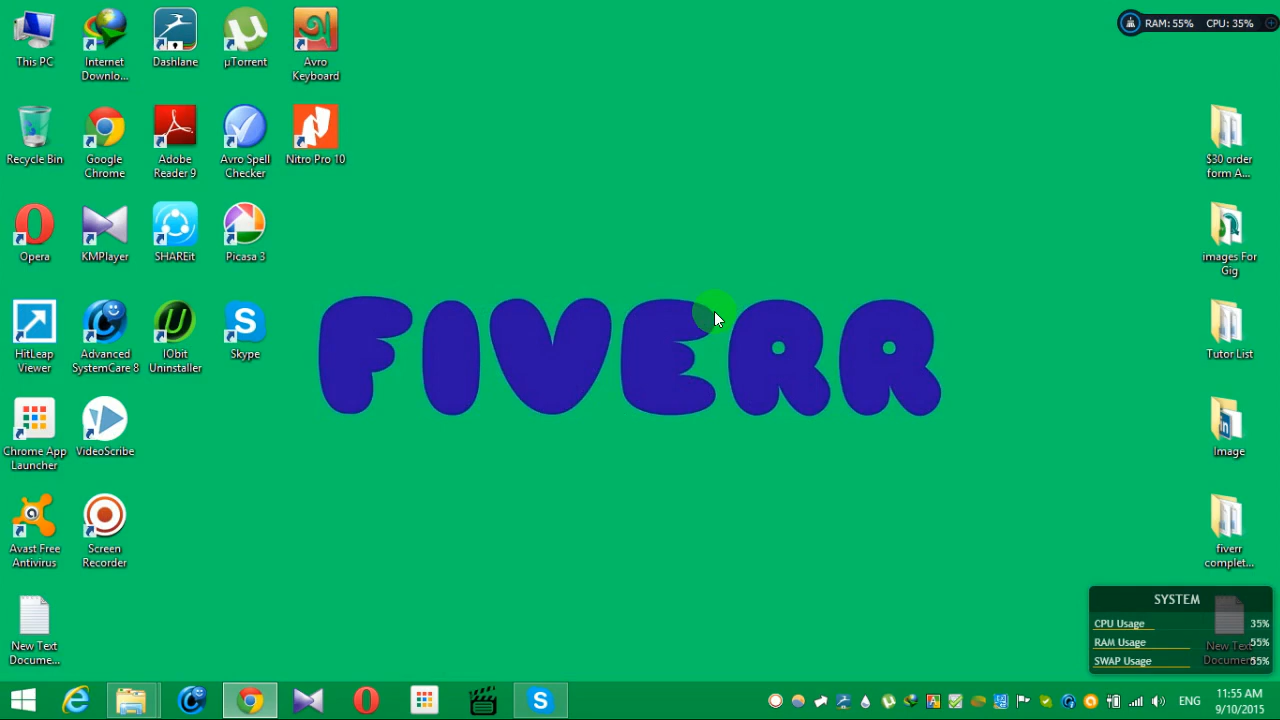 This PC
Internet
Downlo...
Dashlane
µTorrent
Avro
Keyboard
RAM: 55% CPU: 35%
Recycle Bin
Google
Chrome
Adobe
Reader 9
Avro Spell
Checker
Nitro Pro 10
$30 order
form A...
Opera
KMPlayer
SHAREit
Picasa 3
images For
Gig
FIVERR
HitLeap
Viewer
Advanced
SystemCare 8
IObit
Uninstaller
Skype
Tutor List
Chrome App
Launcher
VideoScribe
Image
Avast Free
Antivirus
Screen
Recorder
fiverr
complet...
New Text
Docume...
SYSTEM
CPU Usage 35%
RAM Usage 55%
SWAP Usage 55%
New Text
Docume
ENG
11:55 AM
9/10/2015